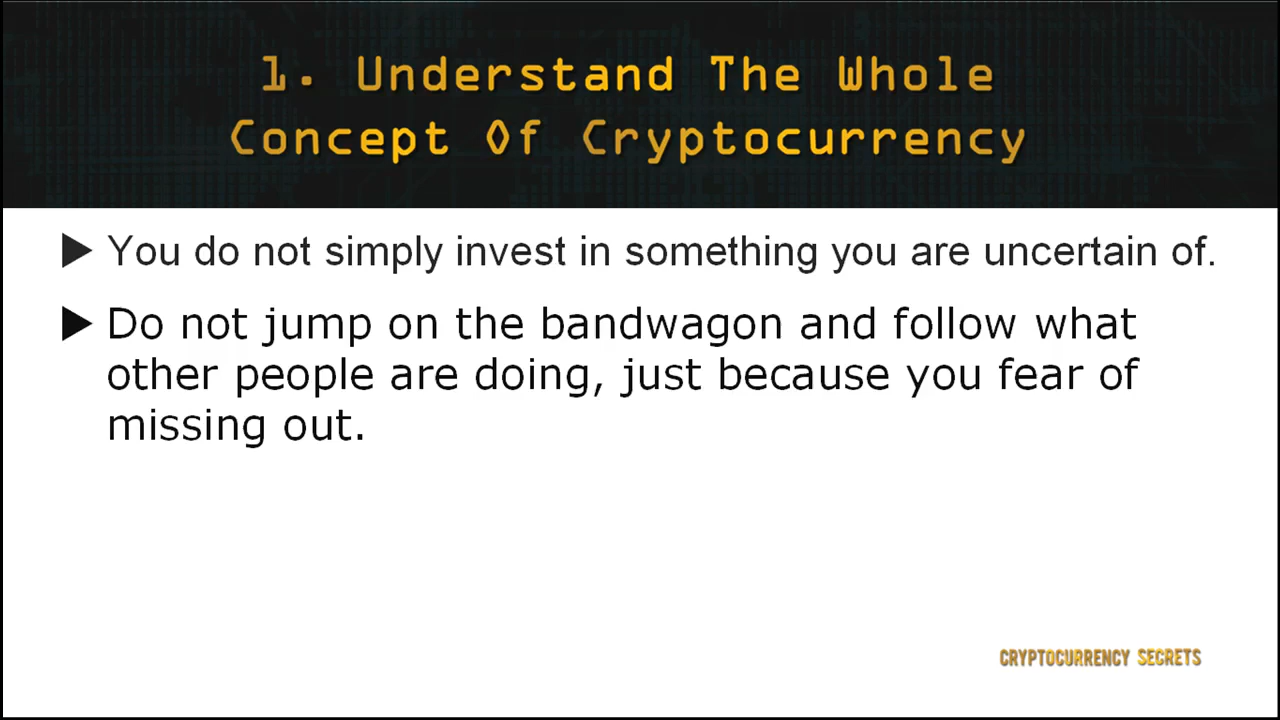 1. Understand The Whole
Concept Of Cryptocurrency
You do not simply invest in something you are uncertain of.
Do not jump on the bandwagon and follow what
other people are doing, just because you fear of
missing out.
CRYPTOCURRENCY SECRETS